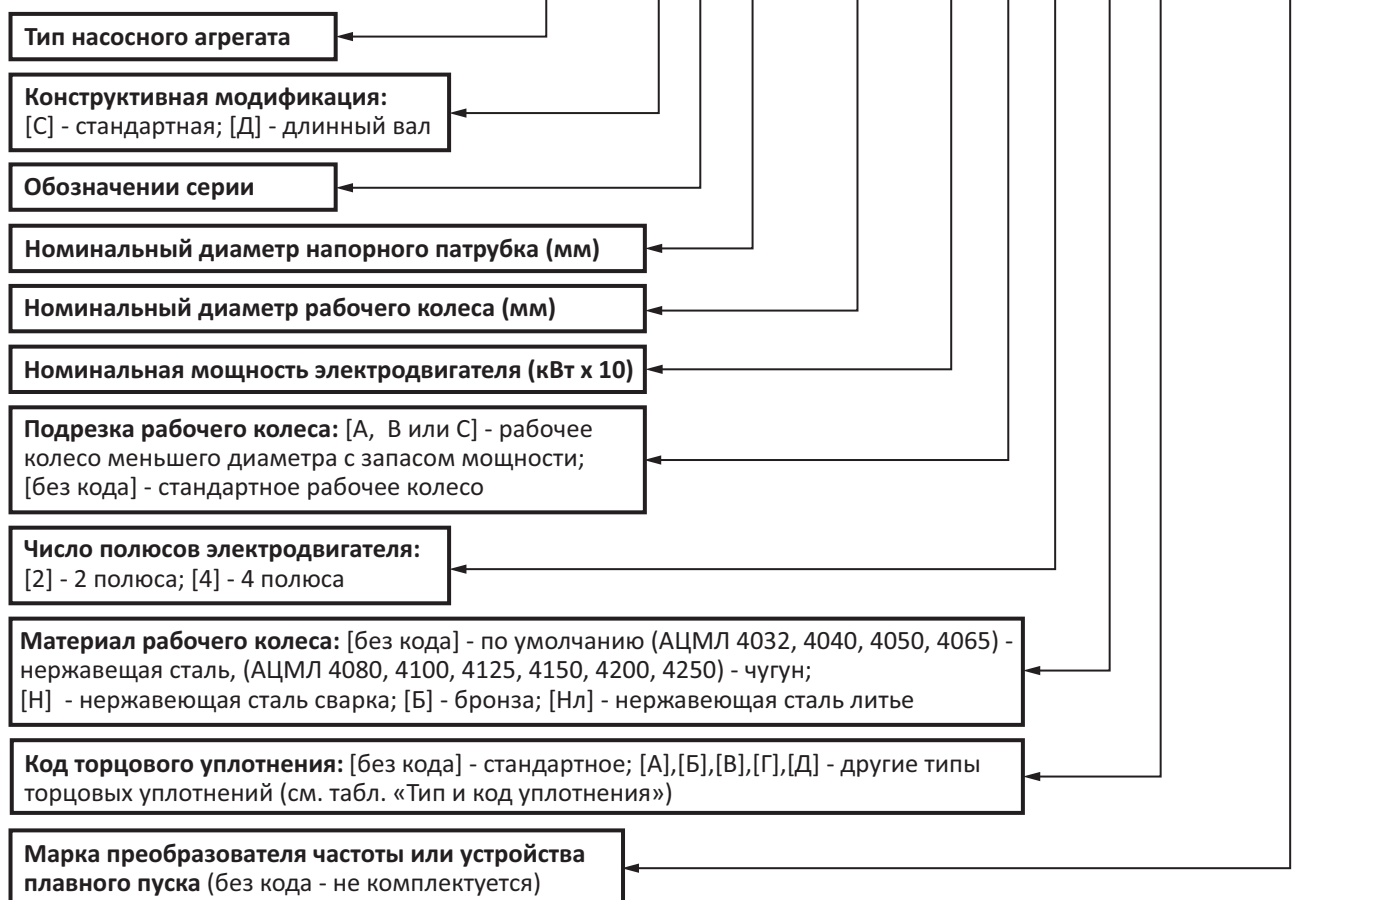 Тип насосного агрегата
Конструктивная модификация:
[С] - стандартная; [Д] - длинный вал
Обозначении серии
Номинальный диаметр напорного патрубка (мм)
Номинальный диаметр рабочего колеса (мм)
Номинальная мощность электродвигателя (кВт х 10)
Подрезка рабочего колеса: [А,  В или С] - рабочее
колесо меньшего диаметра с запасом мощности;
[без кода] - стандартное рабочее колесо
Число полюсов электродвигателя:
[2] - 2 полюса; [4] - 4 полюса
Материал рабочего колеса: [без кода] - по умолчанию (АЦМЛ 4032, 4040, 4050, 4065) -
нержавещая сталь, (АЦМЛ 4080, 4100, 4125, 4150, 4200, 4250) - чугун;
[Н]  - нержавеющая сталь сварка; [Б] - бронза; [Нл] - нержавеющая сталь литье
Код торцового уплотнения: [без кода] - стандартное; [А],[Б],[В],[Г],[Д] - другие типы
торцовых уплотнений (см. табл. «Тип и код уплотнения»)
Марка преобразователя частоты или устройства
плавного пуска (без кода - не комплектуется)